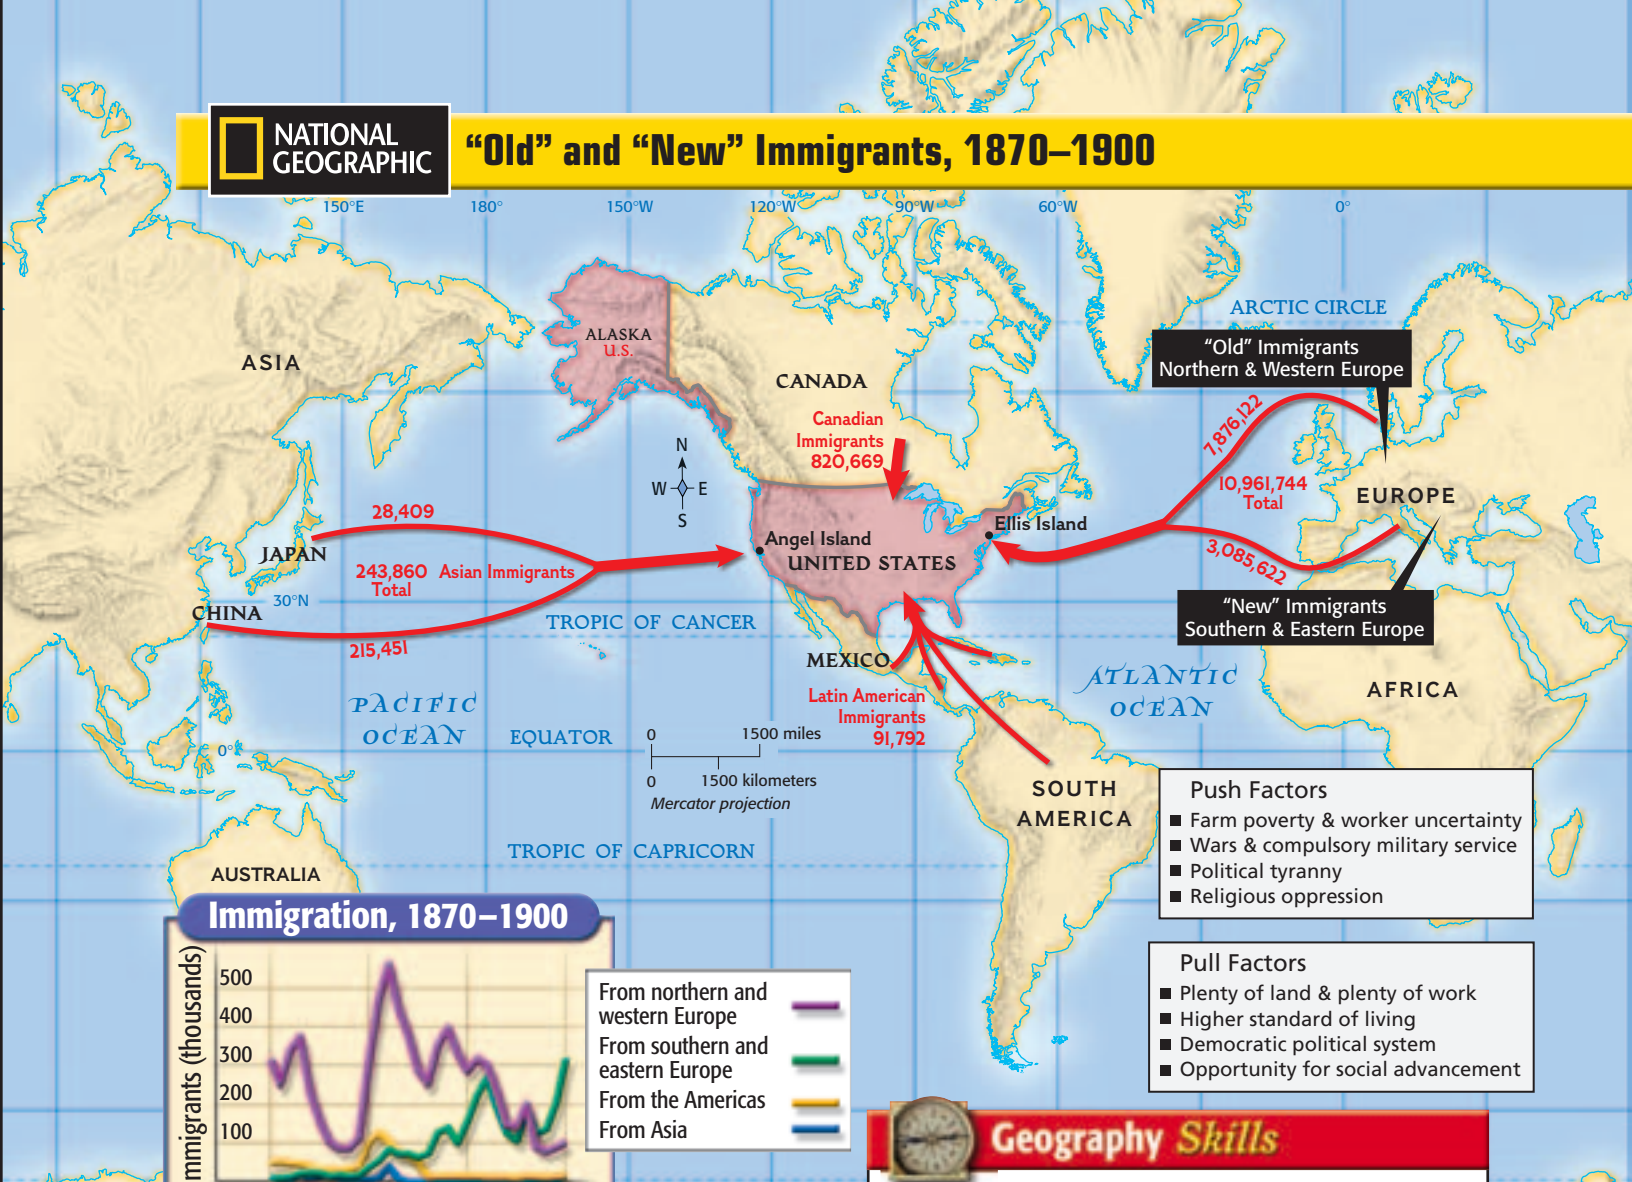 NATIONAL
GEOGRAPHIC
“Old” and “New” Immigrants, 1870–1900
150°E
180°
150°W
120°W
90°W
60°W
0°
ARCTIC CIRCLE
“Old” Immigrants
Northern & Western Europe
ALASKA
U.S.
ASIA
CANADA
Canadian
Immigrants
820,669
7,876,122
10,961,744
Total
EUROPE
N
W
E
S
28,409
JAPAN
243,860
Total
Asian Immigrants
Angel Island
UNITED STATES
Ellis Island
3,085,622
30°N
CHINA
215,451
“New” Immigrants
Southern & Eastern Europe
TROPIC OF CANCER
MEXICO
Latin American
Immigrants
91,792
PACIFIC
OCEAN
ATLANTIC
OCEAN
AFRICA
0°
EQUATOR
0
1500 miles
0
1500 kilometers
Mercator projection
SOUTH
AMERICA
TROPIC OF CAPRICORN
AUSTRALIA
Push Factors
■ Farm poverty & worker uncertainty
■ Wars & compulsory military service
■ Political tyranny
■ Religious oppression
Pull Factors
■ Plenty of land & plenty of work
■ Higher standard of living
■ Democratic political system
■ Opportunity for social advancement
Immigration, 1870–1900
mmigrants (thousands)
500
400
300
200
100
From northern and
western Europe
From southern and
eastern Europe
From the Americas
From Asia
Geography Skills